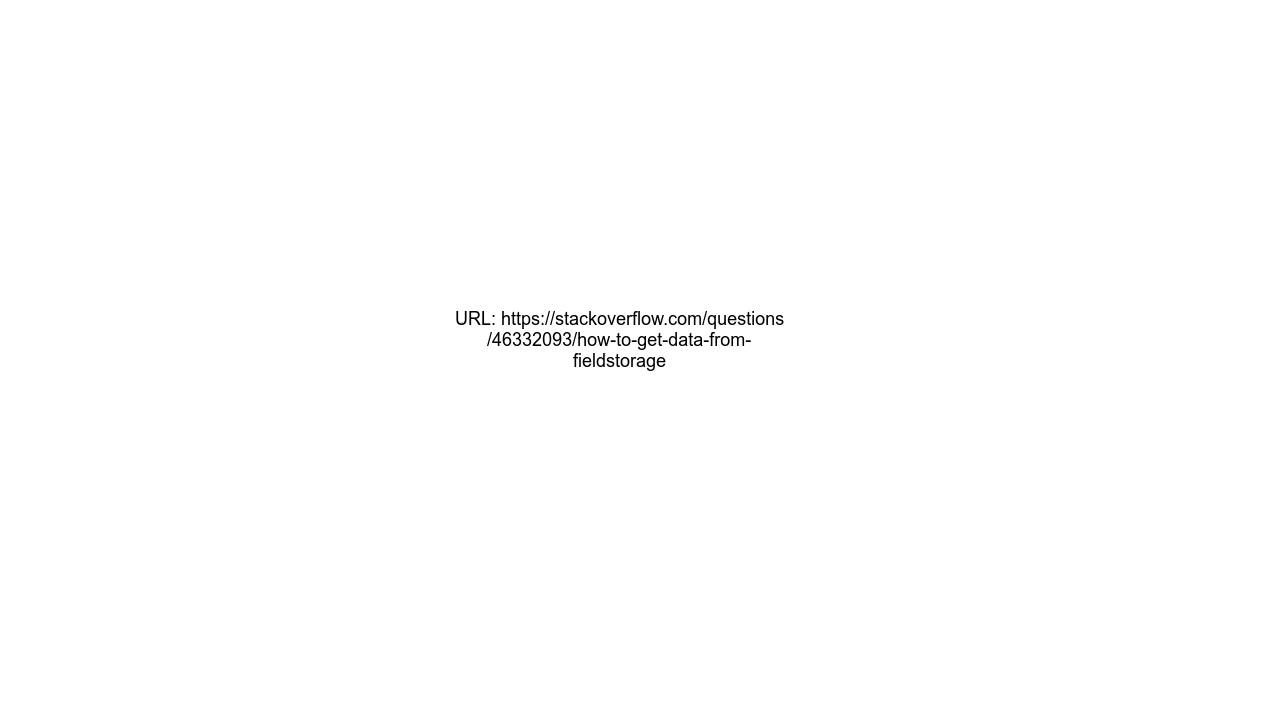 URL: https://stackoverflow.com/questions
/46332093/how-to-get-data-from-
fieldstorage